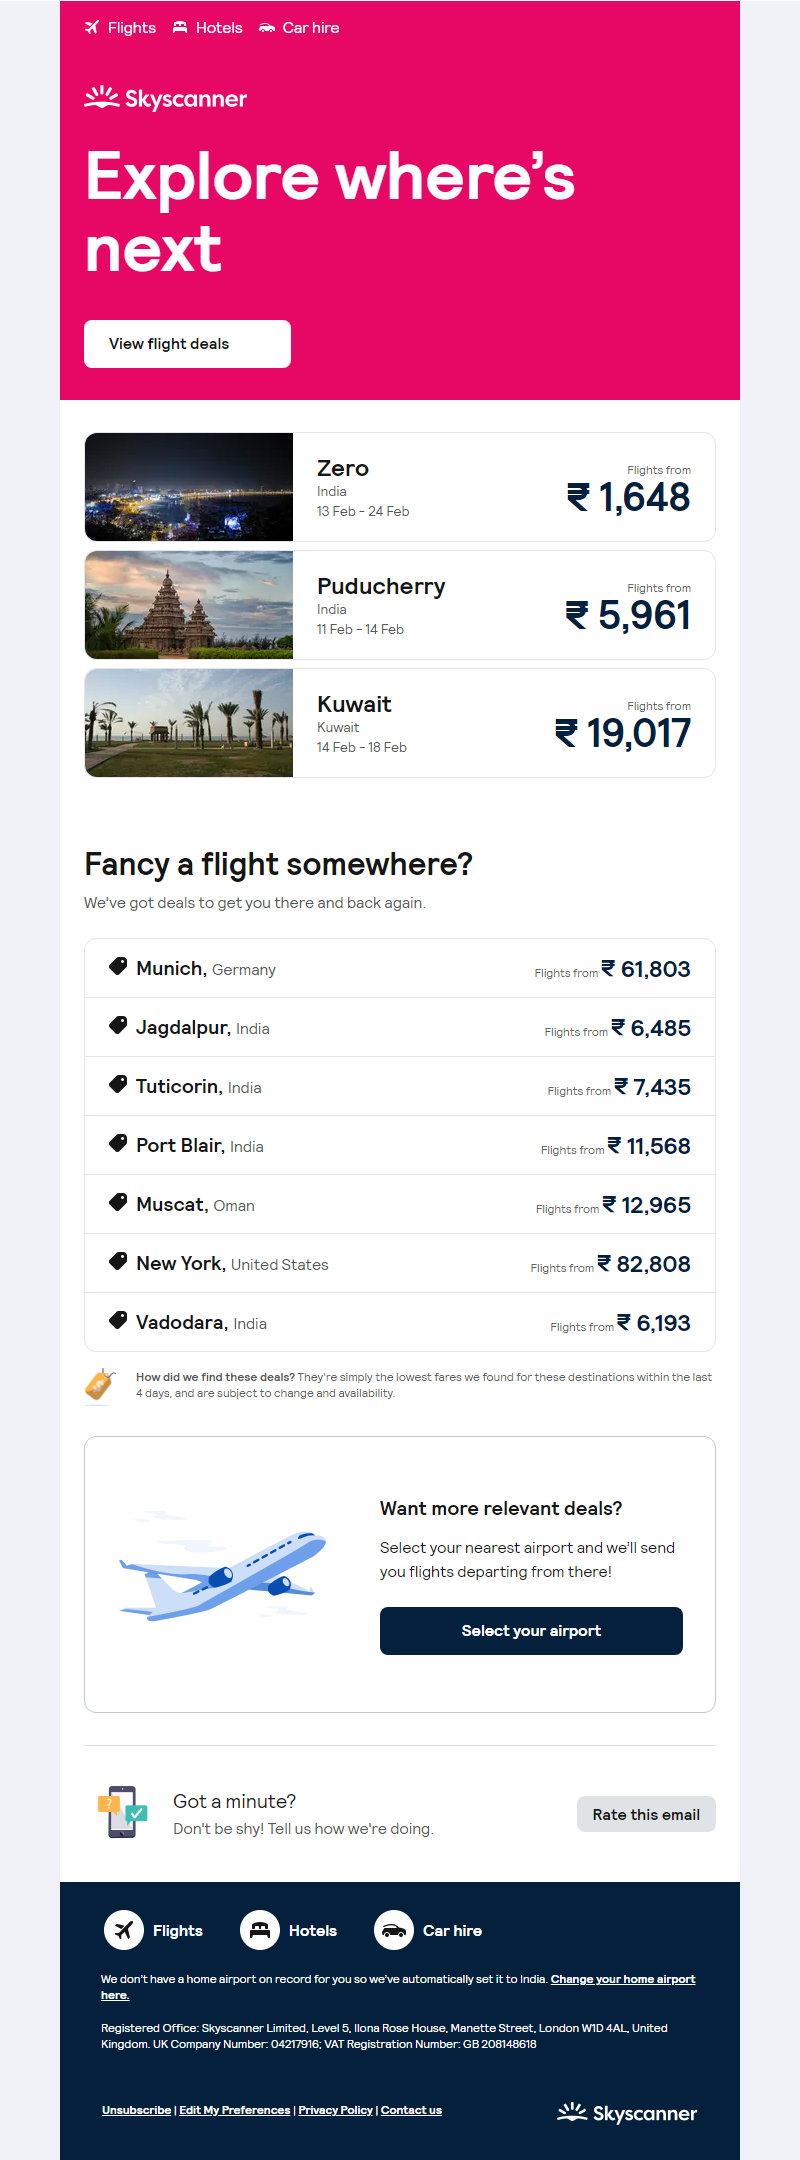 Flights Hotels Car hire
Skyscanner
Explore where's
next
View flight deals
Zero
India
13 Feb - 24 Feb
Flights from
₹ 1,648
Puducherry
India
11 Feb - 14 Feb
Flights from
₹ 5,961
Kuwait
Kuwait
14 Feb - 18 Feb
Flights from
₹ 19,017
Fancy a flight somewhere?
We've got deals to get you there and back again.
Munich, Germany Flights from ₹ 61,803
Jagdalpur, India Flights from ₹ 6,485
Tuticorin, India Flights from ₹ 7,435
Port Blair, India Flights from ₹ 11,568
Muscat, Oman Flights from ₹ 12,965
New York, United States Flights from ₹ 82,808
Vadodara, India Flights from ₹ 6,193
How did we find these deals? They're simply the lowest fares we found for these destinations within the last
4 days, and are subject to change and availability.
Want more relevant deals?
Select your nearest airport and we'll send
you flights departing from there!
Select your airport
?
Got a minute?
Don't be shy! Tell us how we're doing.
Rate this email
Flights Hotels Car hire
We don't have a home airport on record for you so we've automatically set it to India. Change your home airport
here.
Registered Office: Skyscanner Limited, Level 5, Ilona Rose House, Manette Street, London W1D 4AL, United
Kingdom. UK Company Number: 04217916; VAT Registration Number: GB 208148618
Unsubscribe | Edit My Preferences | Privacy Policy | Contact us
Skyscanner